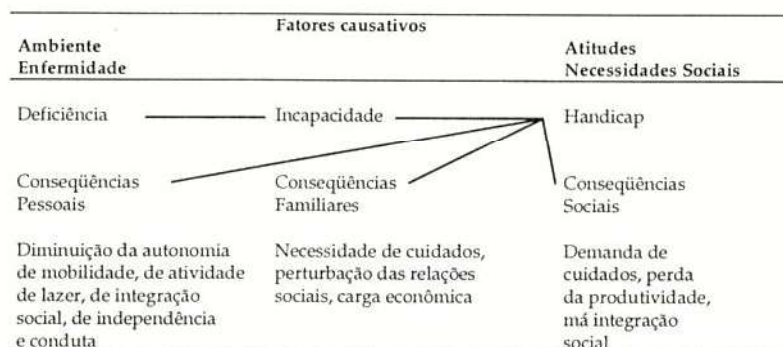 Fatores causativos
Ambiente
Enfermidade
Atitudes
Necessidades Sociais
Deficiência
Incapacidade
Handicap
Conseqüências
Pessoais
Conseqüências
Familiares
Conseqüências
Sociais
Diminuição da autonomia
de mobilidade, de atividade
de lazer, de integração
social, de independência
e conduta
Necessidade de cuidados,
perturbação das relações
sociais, carga econômica
Demanda de
cuidados, perda
da produtividade,
má integração
social